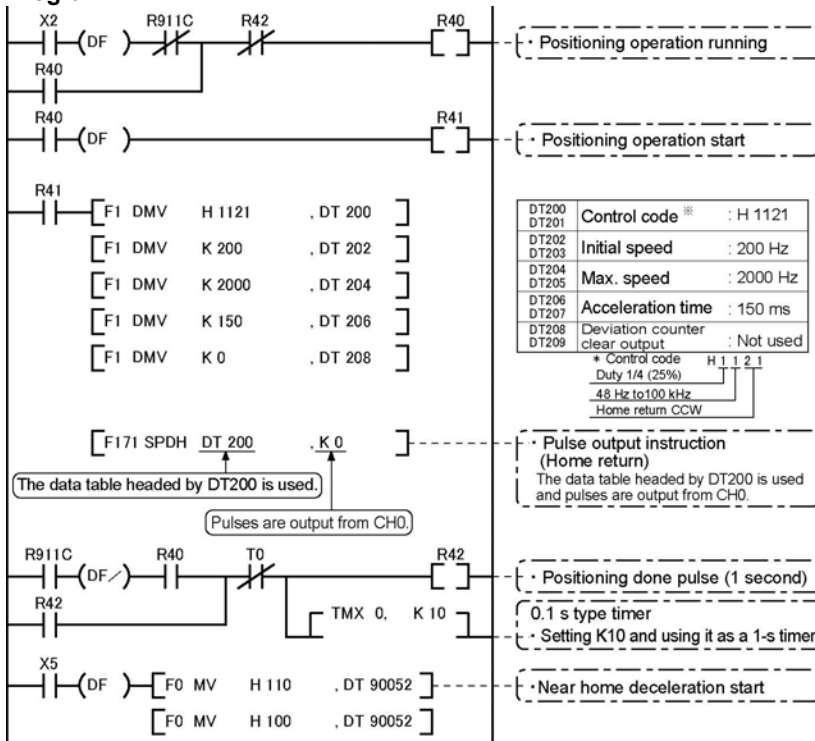 X2 R911C R42 R40
(DF ) · Positioning operation running
R40
R40 R41
(DF ) · Positioning operation start
R41
F1 DMV H 1121 , DT 200
F1 DMV K 200 , DT 202
F1 DMV K 2000 , DT 204
F1 DMV K 150 , DT 206
F1 DMV K 0 , DT 208
DT200 DT201 Control code ※ : H 1121
DT202 DT203 Initial speed : 200 Hz
DT204 DT205 Max. speed : 2000 Hz
DT206 DT207 Acceleration time : 150 ms
DT208 DT209 Deviation counter clear output : Not used
* Control code H 1 1 2 1
Duty 1/4 (25%)
48 Hz to100 kHz
Home return CCW
F171 SPDH DT 200 , K 0
· Pulse output instruction
(Home return)
The data table headed by DT200 is used
and pulses are output from CH0.
The data table headed by DT200 is used.
Pulses are output from CH0.
R911C R40 T0 R42
(DF/) · Positioning done pulse (1 second)
R42
TMX 0, K 10
0.1 s type timer
· Setting K10 and using it as a 1-s timer
X5
(DF ) F0 MV H 110 , DT 90052 · Near home deceleration start
F0 MV H 100 , DT 90052